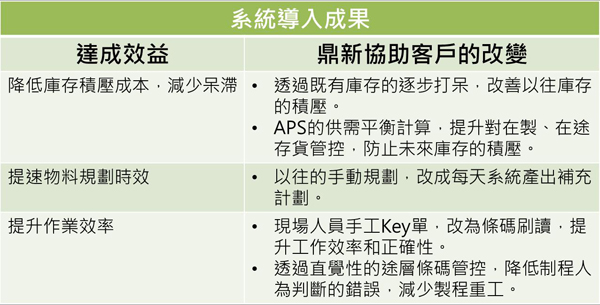 系統導入成果
達成效益
鼎新協助客戶的改變
降低庫存積壓成本，減少呆滯
• 透過既有庫存的逐步打呆，改善以往庫存
的積壓。
• APS的供需平衡計算，提升對在製、在途
存貨管控，防止未來庫存的積壓。
提速物料規劃時效
• 以往的手動規劃，改成每天系統產出補充
計劃。
提升作業效率
• 現場人員手工Key單，改為條碼刷讀，提
升工作效率和正確性。
• 透過直覺性的途層條碼管控，降低制程人
為判斷的錯誤，減少製程重工。